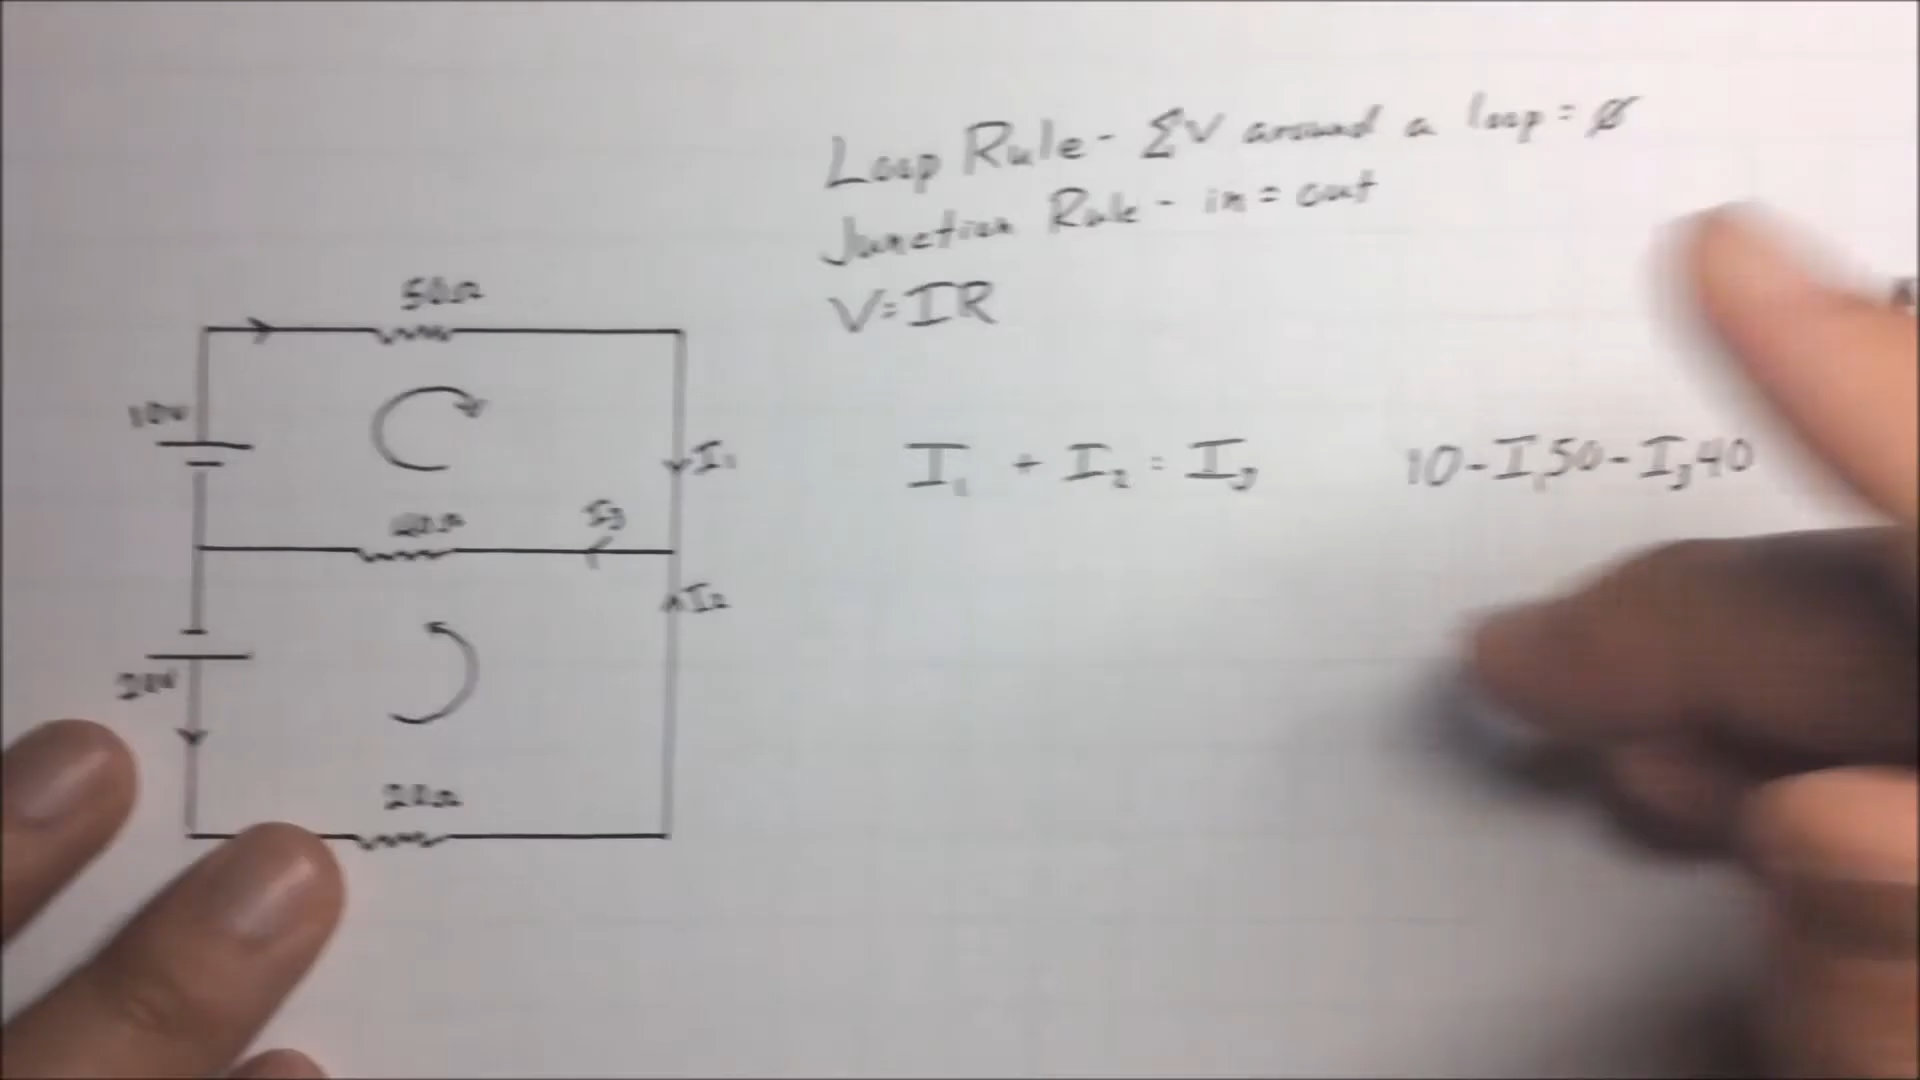 Loop Rule - ΣV around a loop = Ø
Junction Rule - in = out
V=IR
50Ω
10v
I₁
I₁ + I₂ = I₃
10-I₁50-I₃40
40Ω
I₃
I₂
20v
20Ω